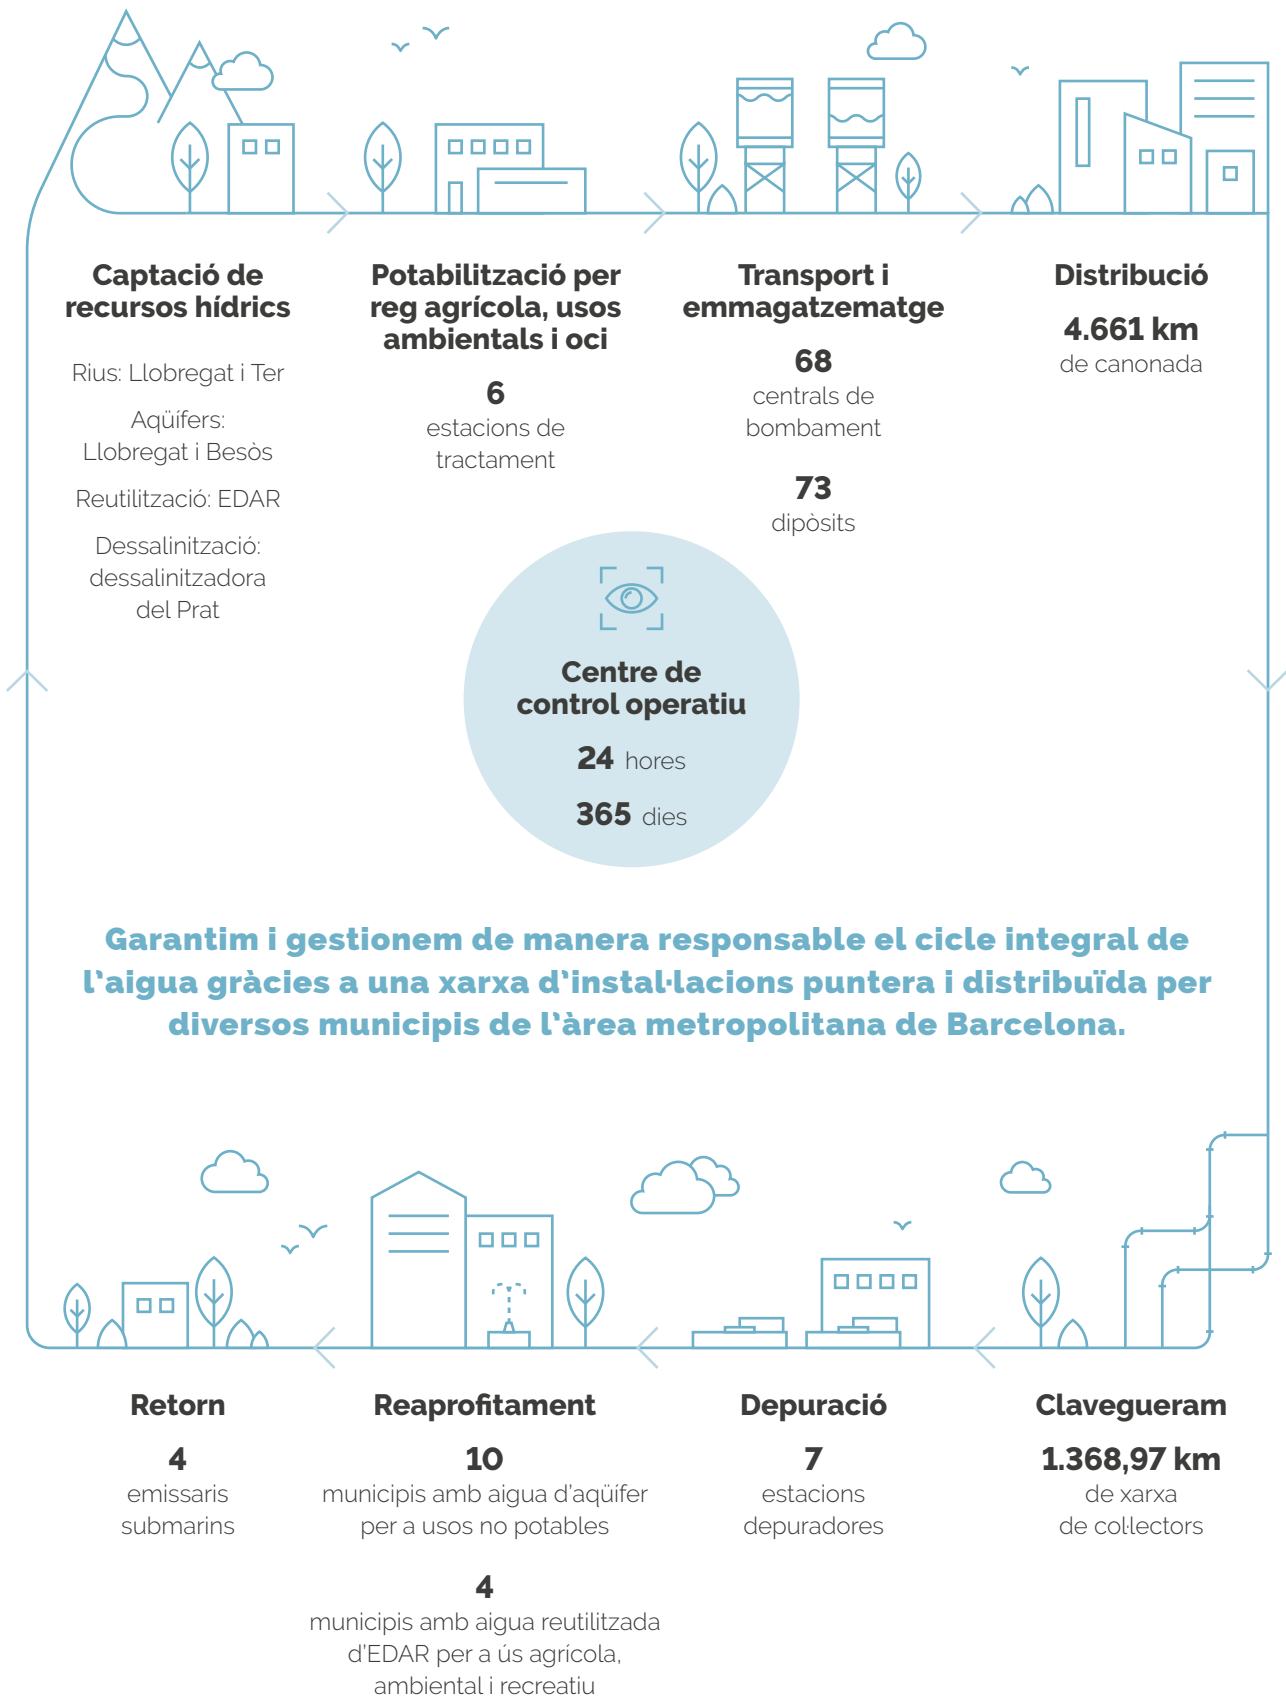 Captació de
recursos hídrics
Rius: Llobregat i Ter
Aqüífers:
Llobregat i Besòs
Reutilització: EDAR
Dessalinització:
dessalinitzadora
del Prat
Potabilització per
reg agrícola, usos
ambientals i oci
6
estacions de
tractament
Transport i
emmagatzematge
68
centrals de
bombament
73
dipòsits
Distribució
4.661 km
de canonada
Centre de
control operatiu
24 hores
365 dies
Garantim i gestionem de manera responsable el cicle integral de
l'aigua gràcies a una xarxa d'instal·lacions puntera i distribuïda per
diversos municipis de l'àrea metropolitana de Barcelona.
Retorn
4
emissaris
submarins
Reaprofitament
10
municipis amb aigua d'aqüífer
per a usos no potables
4
municipis amb aigua reutilitzada
d'EDAR per a ús agrícola,
ambiental i recreatiu
Depuració
7
estacions
depuradores
Clavegueram
1.368,97 km
de xarxa
de col·lectors